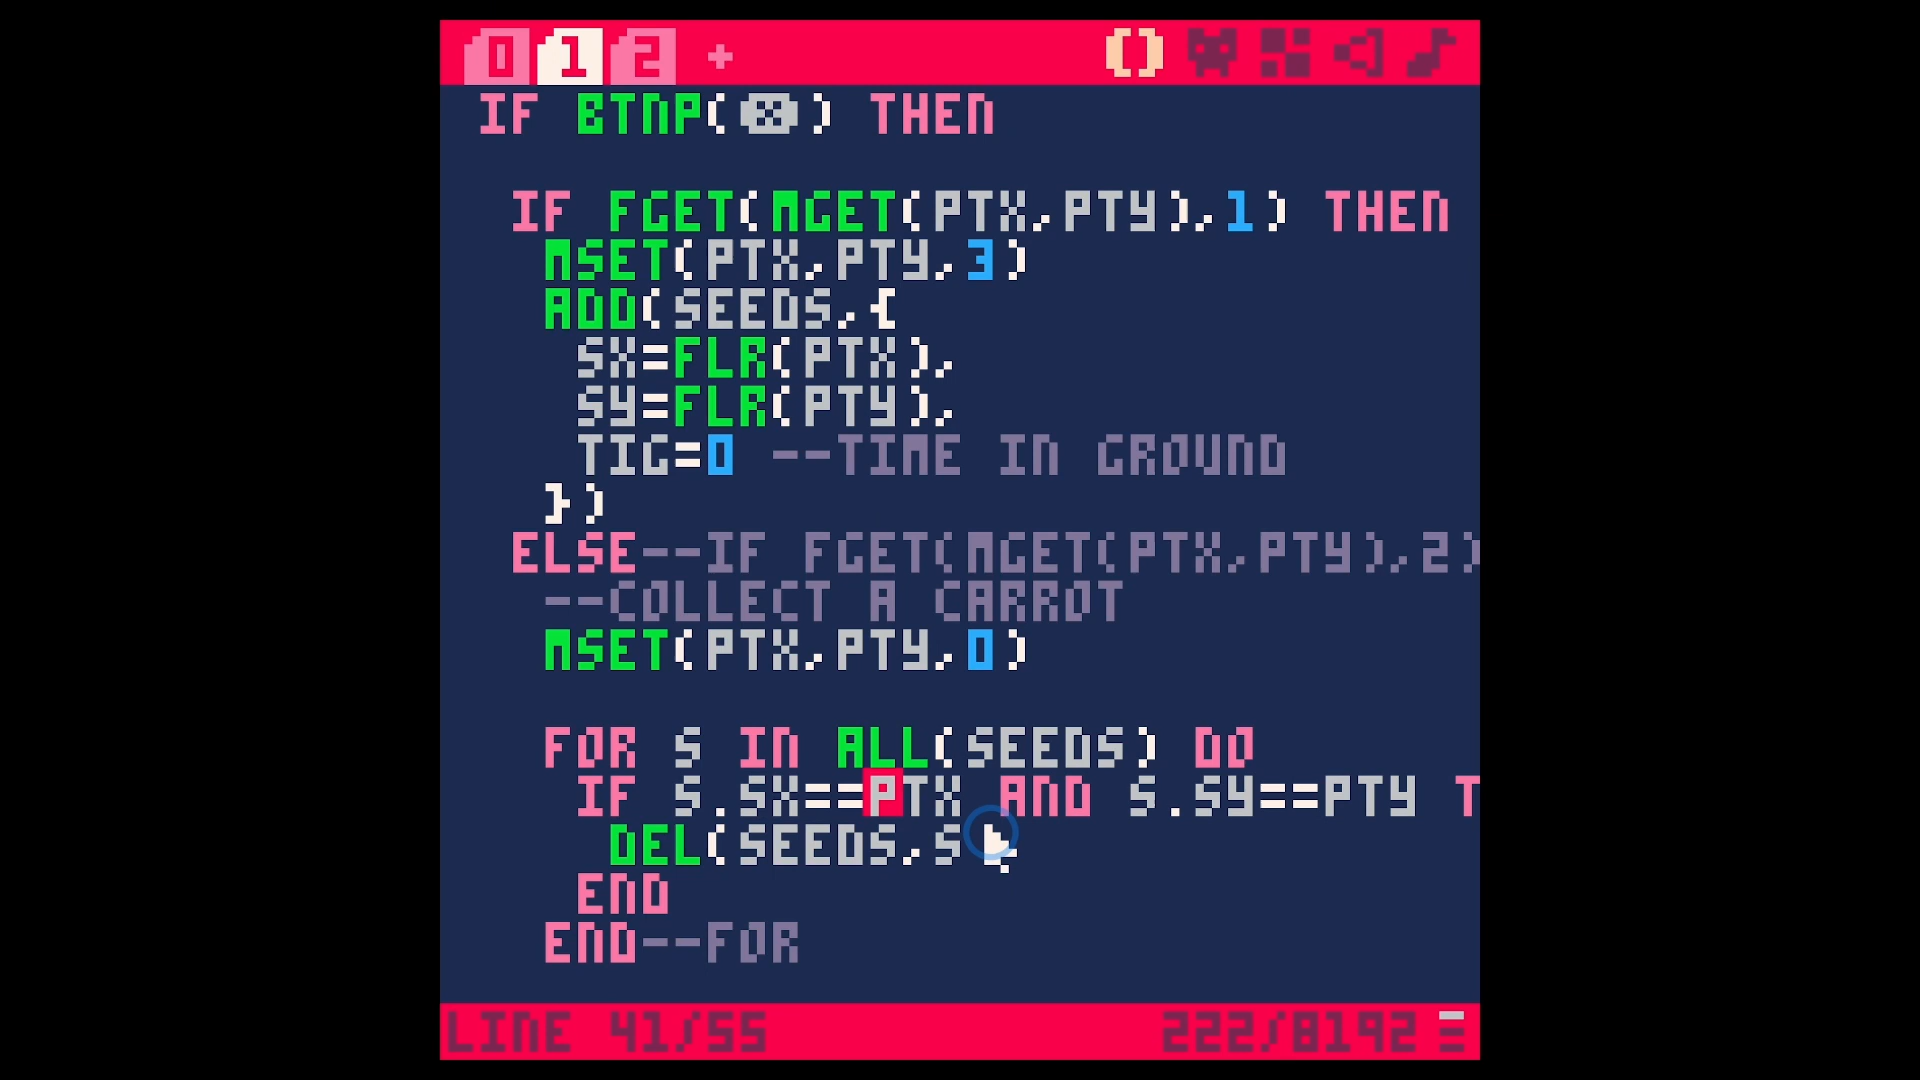 0 1 2 +
IF BTNP(❎) THEN
IF FGET(MGET(PTX,PTY),1) THEN
MSET(PTX,PTY,3)
ADD(SEEDS,{
SX=FLR(PTX),
SY=FLR(PTY),
TIG=0 --TIME IN GROUND
})
ELSE--IF FGET(MGET(PTX,PTY),2)
--COLLECT A CARROT
MSET(PTX,PTY,0)
FOR S IN ALL(SEEDS) DO
IF S.SX==PTX AND S.SY==PTY T
DEL(SEEDS,S
END
END--FOR
LINE 41/55
222/8192